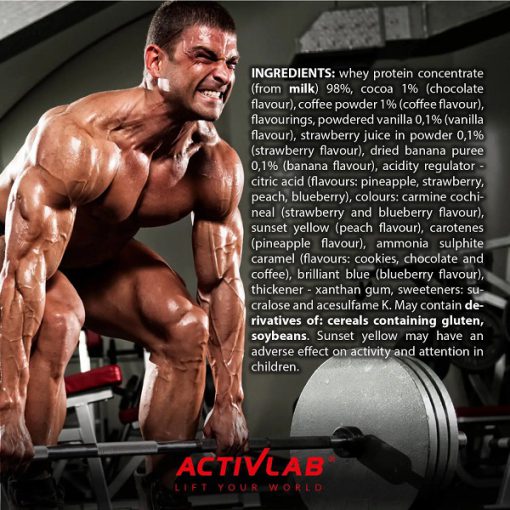 INGREDIENTS: whey protein concentrate
(from milk) 98%, cocoa 1% (chocolate
flavour), coffee powder 1% (coffee flavour),
flavourings, powdered vanilla 0,1% (vanilla
flavour), strawberry juice in powder 0,1%
(strawberry flavour), dried banana puree
0,1% (banana flavour), acidity regulator -
citric acid (flavours: pineapple, strawberry,
peach, blueberry), colours: carmine cochi-
neal (strawberry and blueberry flavour),
sunset yellow (peach flavour), carotenes
(pineapple flavour), ammonia sulphite
caramel (flavours: cookies, chocolate and
coffee), brilliant blue (blueberry flavour),
thickener - xanthan gum, sweeteners: su-
cralose and acesulfame K. May contain de-
rivatives of: cereals containing gluten,
soybeans. Sunset yellow may have an
adverse effect on activity and attention in
children.
ACTIVLAB®
LIFT YOUR WORLD